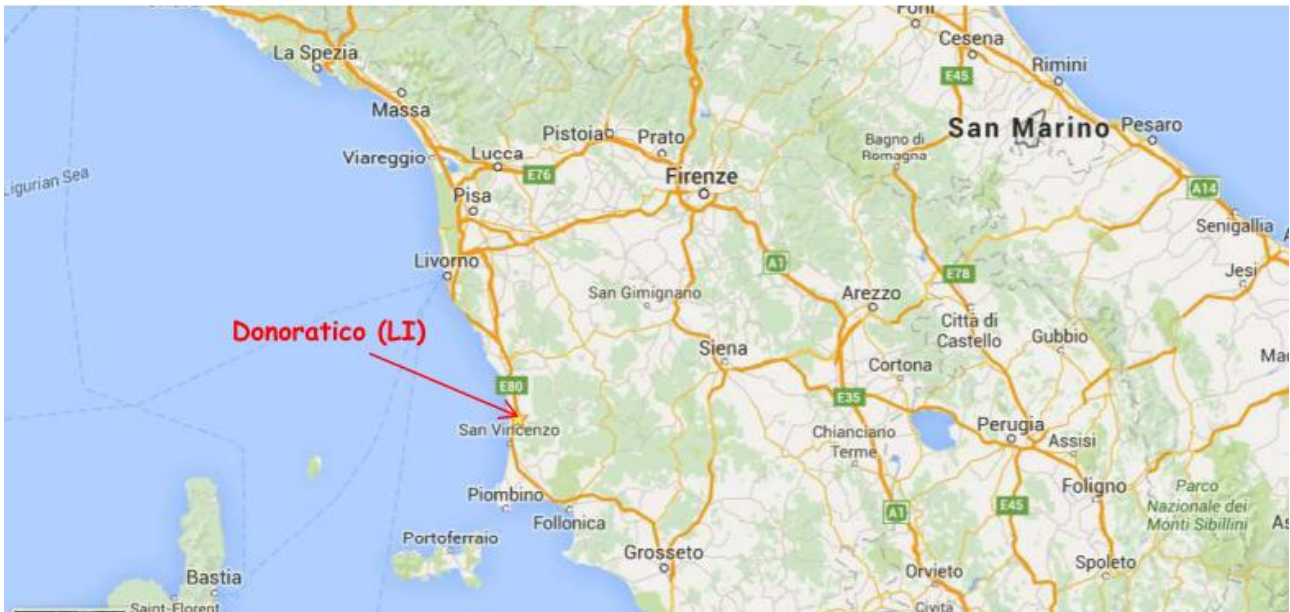 Forlì
Cesena
La Spezia
E45
Rimini
Massa
Pistoia
Prato
San Marino
Pesaro
Bagno di
Romagna
Viareggio
Lucca
E76
Firenze
Ligurian Sea
Pisa
A14
Senigallia
Livorno
A1
E78
Jesi
San Gimignano
Arezzo
Città di
Castello
Gubbio
Donoratico (LI)
Siena
Cortona
E80
E35
San Vincenzo
Chianciano
Terme
Perugia
Assisi
Piombino
Follonica
A1
E45
Foligno
Parco
Nazionale dei
Monti Sibillini
Portoferraio
Grosseto
Spoleto
Bastia
Orvieto
Saint-Florent
Civita